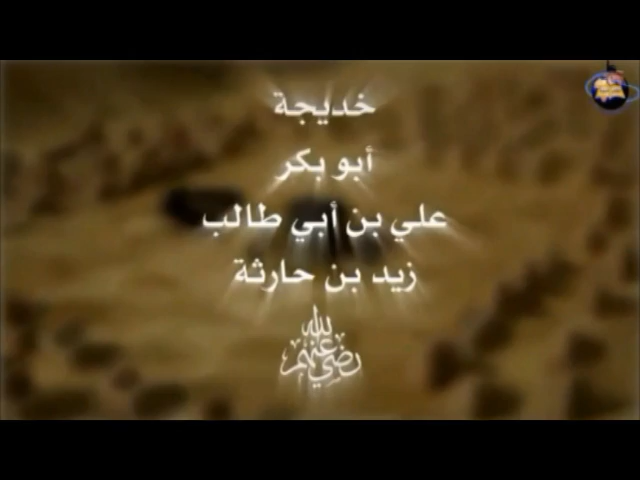 خديجة
أبو بكر
علي بن أبي طالب
زيد بن حارثة
رضي الله عنهم